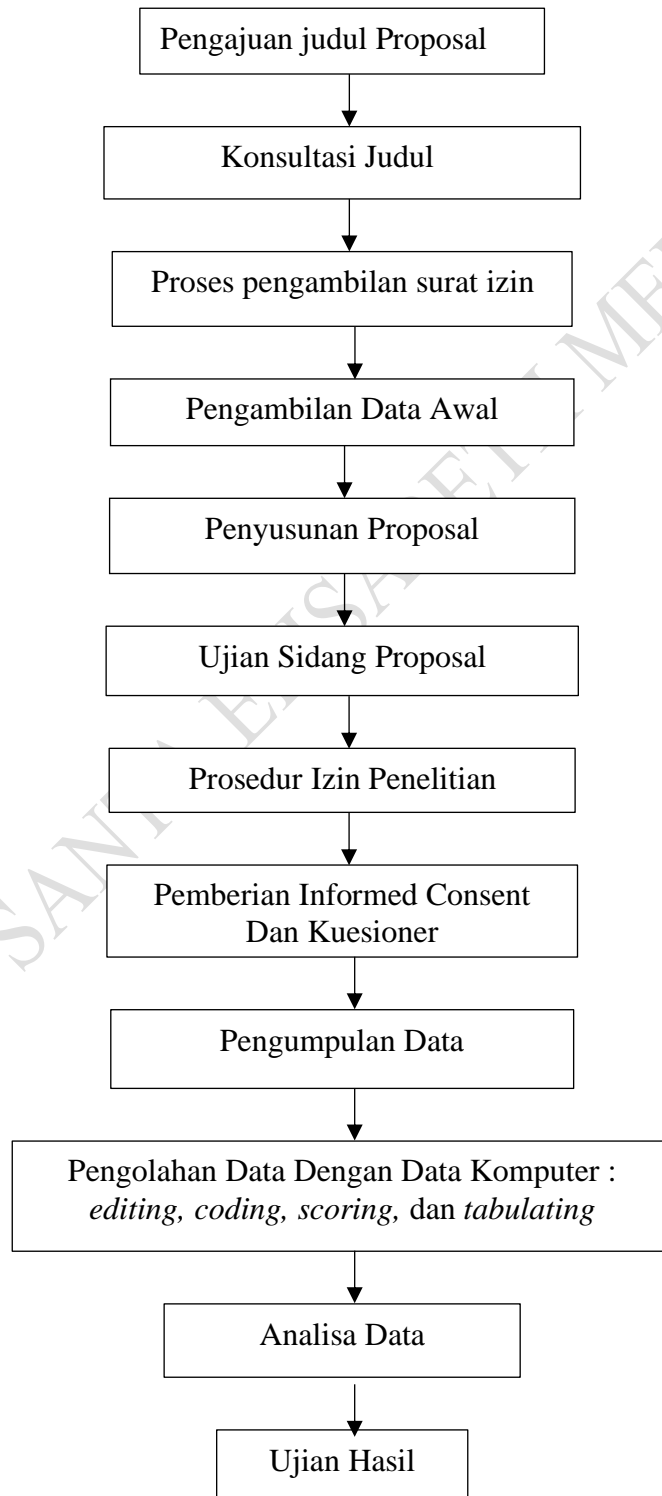 Pengajuan judul Proposal
Konsultasi Judul
Proses pengambilan surat izin
Pengambilan Data Awal
Penyusunan Proposal
Ujian Sidang Proposal
Prosedur Izin Penelitian
Pemberian Informed Consent
Dan Kuesioner
Pengumpulan Data
Pengolahan Data Dengan Data Komputer :
editing, coding, scoring, dan tabulating
Analisa Data
Ujian Hasil
SANTA